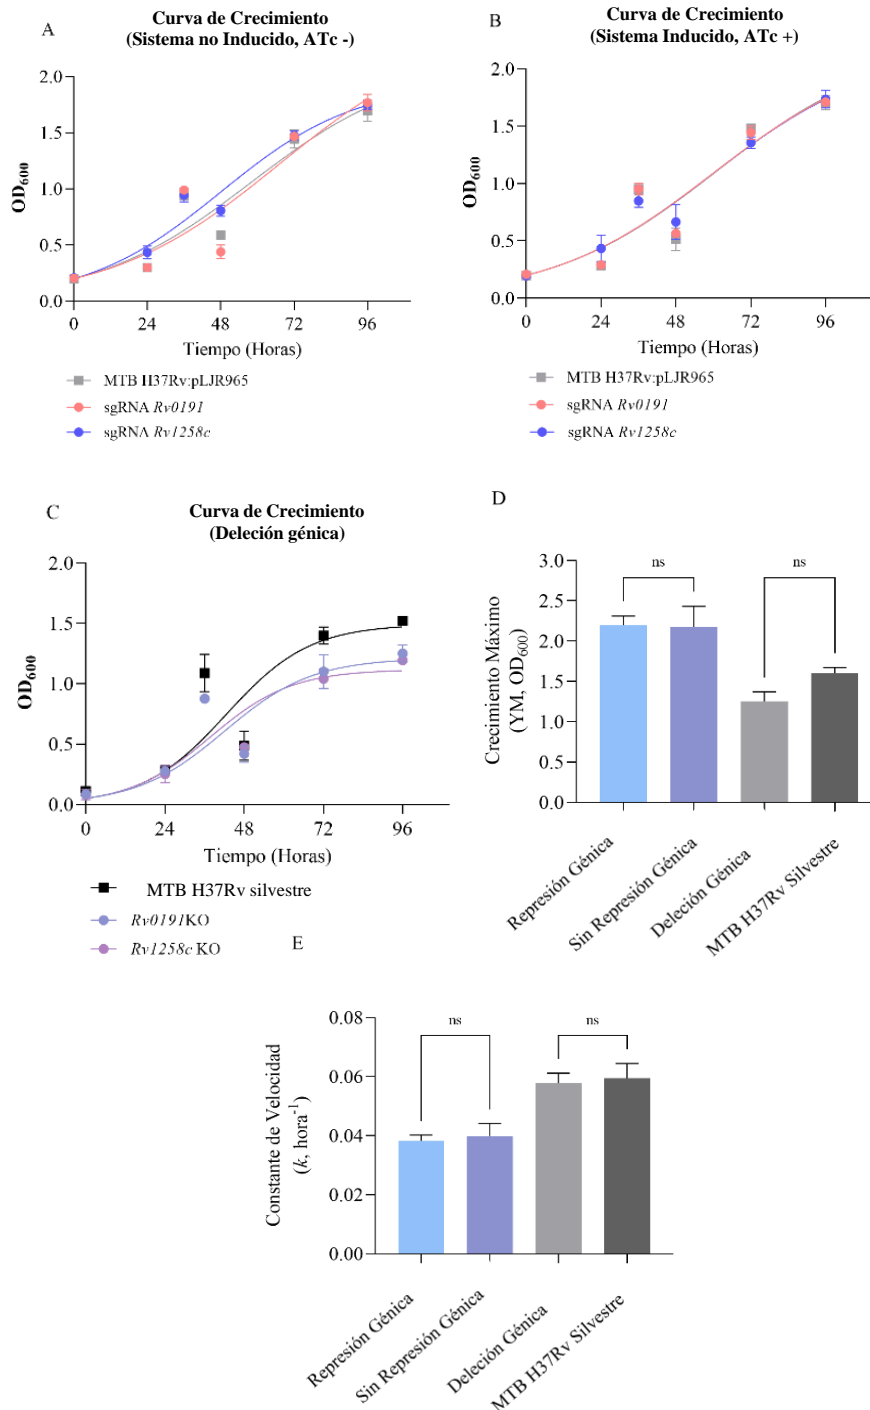 A
Curva de Crecimiento
(Sistema no Inducido, ATc -)
2.0
1.5
1.0
0.5
0.0
OD600
0 24 48 72 96
Tiempo (Horas)
MTB H37Rv:pLJR965
sgRNA Rv0191
sgRNA Rv1258c
B
Curva de Crecimiento
(Sistema Inducido, ATc +)
2.0
1.5
1.0
0.5
0.0
OD600
0 24 48 72 96
Tiempo (Horas)
MTB H37Rv:pLJR965
sgRNA Rv0191
sgRNA Rv1258c
C
Curva de Crecimiento
(Deleción génica)
2.0
1.5
1.0
0.5
0.0
OD600
0 24 48 72 96
Tiempo (Horas)
MTB H37Rv silvestre
Rv0191KO
Rv1258c KO
D
3.0
2.5
2.0
1.5
1.0
0.5
0.0
Crecimiento Máximo
(YM, OD600)
ns ns
Represión Génica
Sin Represión Génica
Deleción Génica
MTB H37Rv Silvestre
E
0.08
0.06
0.04
0.02
0.00
Constante de Velocidad
(k, hora-1)
ns ns
Represión Génica
Sin Represión Génica
Deleción Génica
MTB H37Rv Silvestre